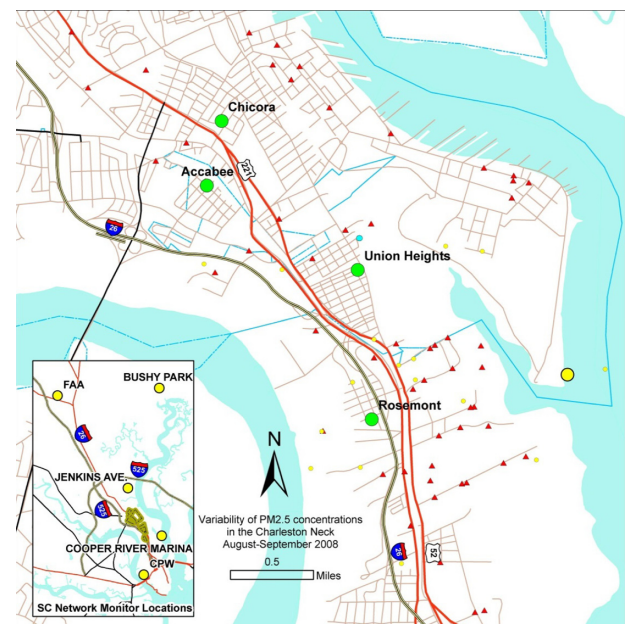 Chicora
221
Accabee
26
Union Heights
Rosemont
FAA
BUSHY PARK
26
525
JENKINS AVE.
525
COOPER RIVER MARINA
CPW
SC Network Monitor Locations
N
Variability of PM2.5 concentrations
in the Charleston Neck
August-September 2008
0.5
Miles
26
52